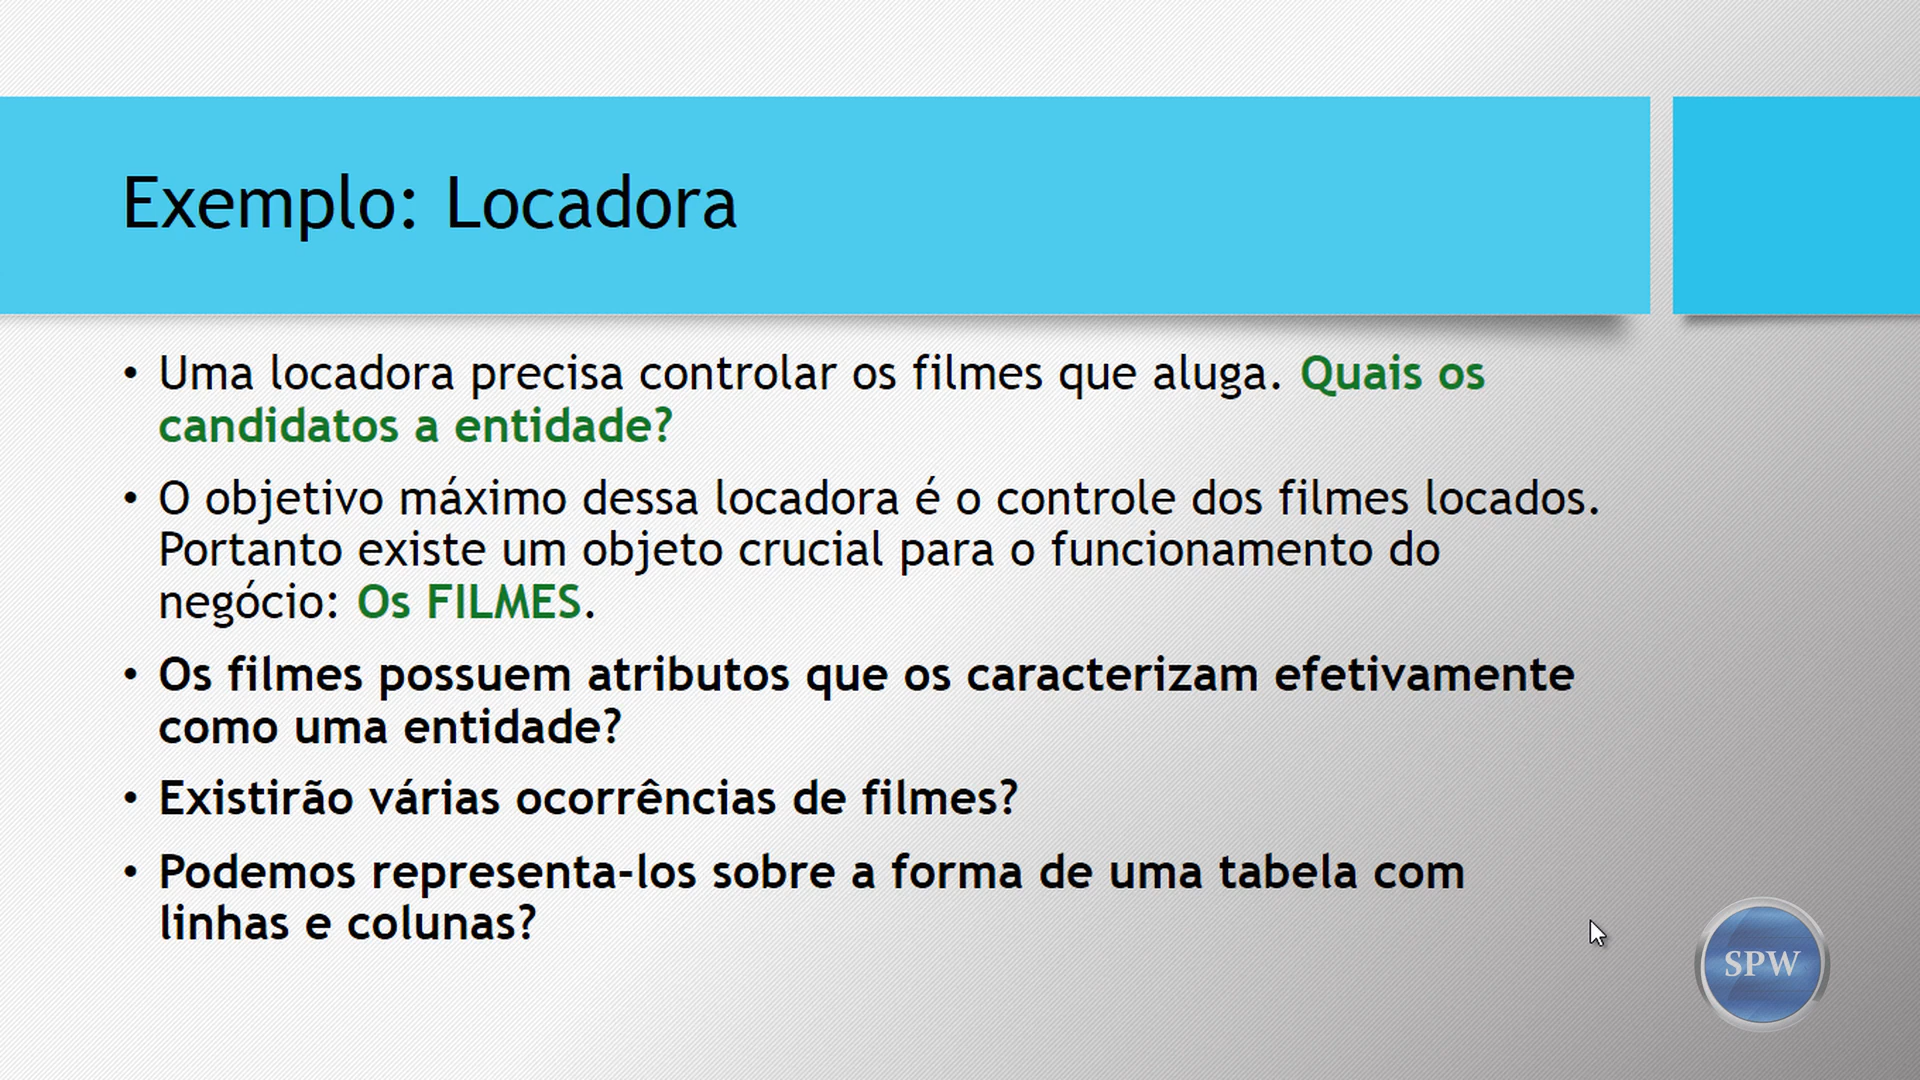 Exemplo: Locadora
• Uma locadora precisa controlar os filmes que aluga. Quais os
candidatos a entidade?
• O objetivo máximo dessa locadora é o controle dos filmes locados.
Portanto existe um objeto crucial para o funcionamento do
negócio: Os FILMES.
• Os filmes possuem atributos que os caracterizam efetivamente
como uma entidade?
• Existirão várias ocorrências de filmes?
• Podemos representa-los sobre a forma de uma tabela com
linhas e colunas?
SPW